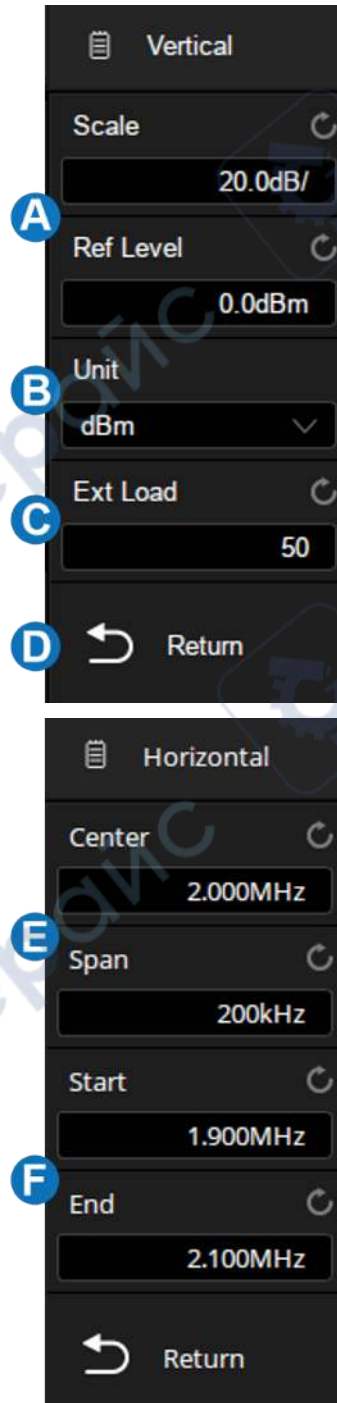 Vertical
Scale
20.0dB/
A
Ref Level
0.0dBm
Unit
B
dBm
Ext Load
C
50
D
Return
Horizontal
Center
2.000MHz
E
Span
200kHz
Start
1.900MHz
F
End
2.100MHz
Return